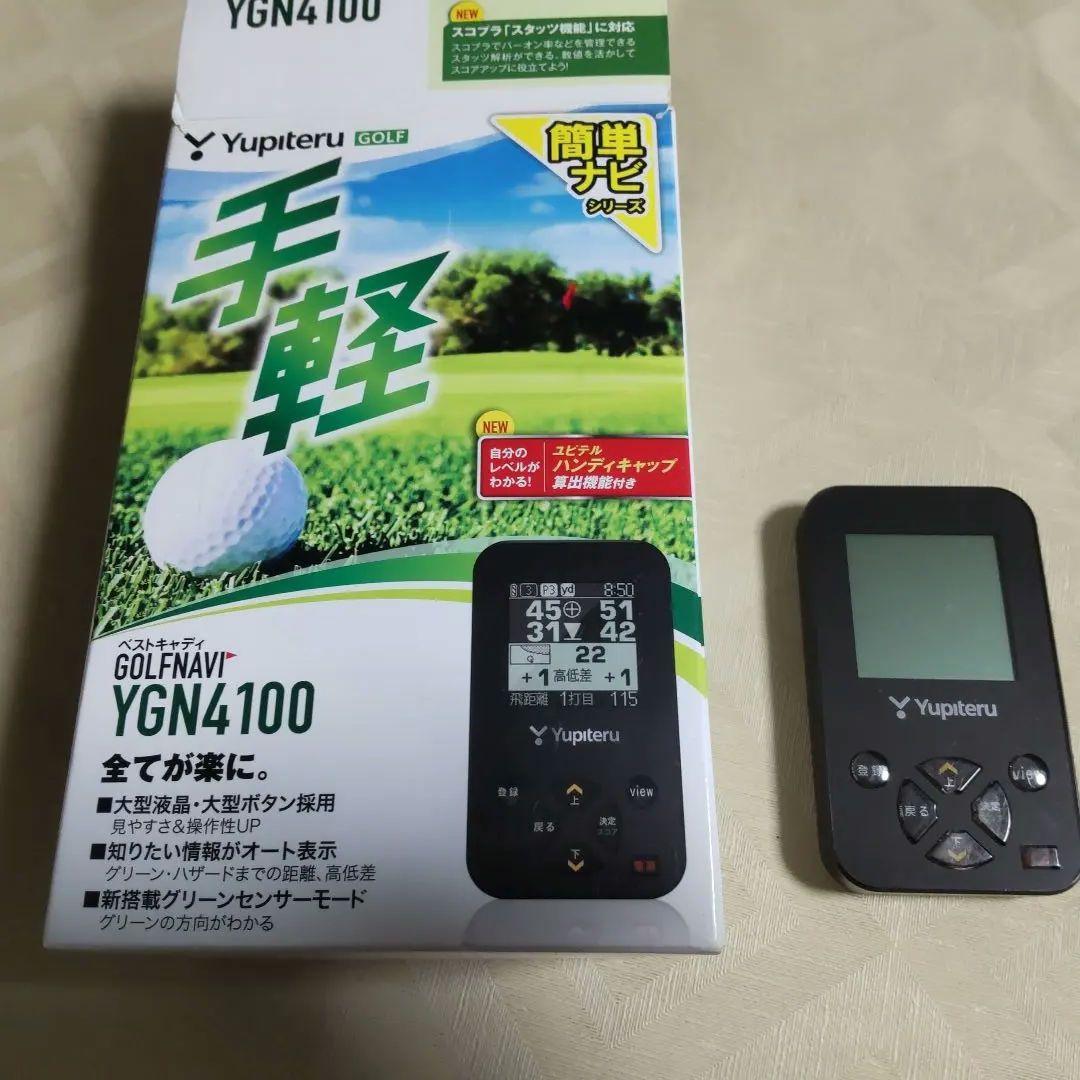 YGN4100
NEW
スコプラ「スタッツ機能」に対応
スコプラでパーオン率などを管理できる
スタッツ解析ができる。数値を活かして
スコアアップに役立てよう!
Yupiteru GOLF
簡単
ナビ
シリーズ
手軽
NEW
自分の
レベルが
わかる!
ユピテル
ハンディキャップ
算出機能付き
3 P3 yd 8:50
45 51
31 42
22
+1 高低差 +1
飛距離 1打目 115
Yupiteru
登録
上
view
戻る
決定
スコア
下
電源
ベストキャディ
GOLFNAVI
YGN4100
全てが楽に。
■大型液晶・大型ボタン採用
見やすさ&操作性UP
■知りたい情報がオート表示
グリーン・ハザードまでの距離、高低差
■新搭載グリーンセンサーモード
グリーンの方向がわかる
Yupiteru
登録
上
view
戻る
決定
下